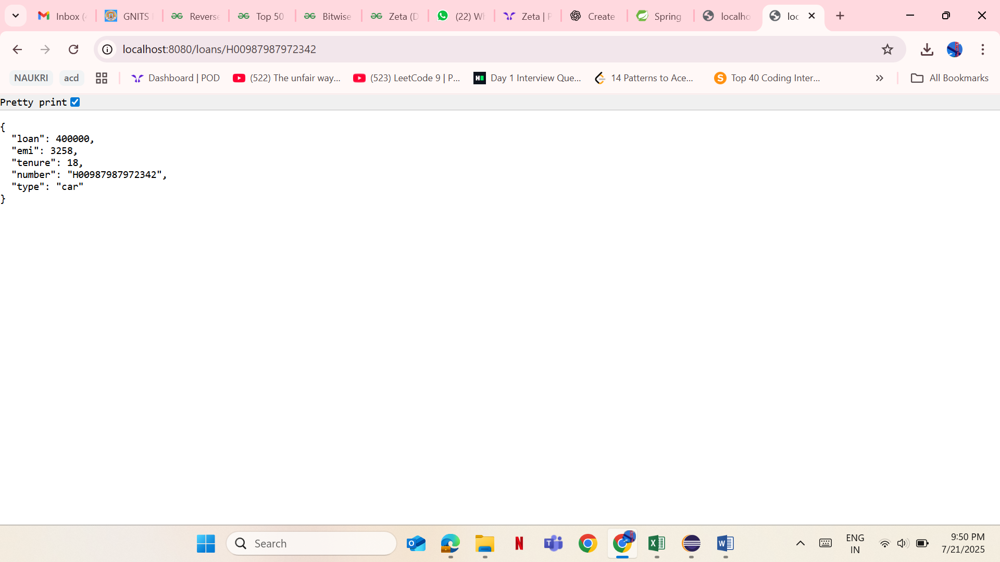 Inbox (
GNITS
Reverse
Top 50
Bitwise
Zeta (D
(22) Wh
Zeta | P
Create
Spring
localho
loc
localhost:8080/loans/H00987987972342
NAUKRI
acd
Dashboard | POD
(522) The unfair way...
(523) LeetCode 9 | P...
Day 1 Interview Que...
14 Patterns to Ace...
Top 40 Coding Inter...
All Bookmarks
Pretty print
{
"loan": 400000,
"emi": 3258,
"tenure": 18,
"number": "H00987987972342",
"type": "car"
}
Search
ENG
IN
9:50 PM
7/21/2025